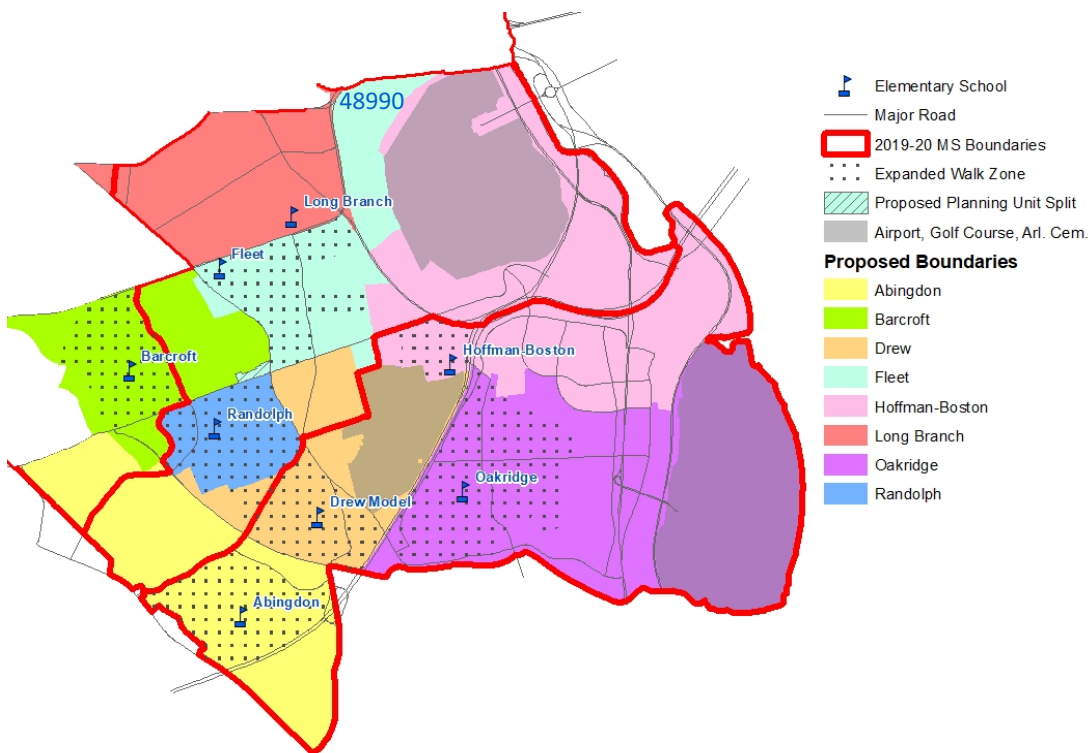 48990
Long Branch
Fleet
Barcroft
Hoffman-Boston
Randolph
Oakridge
Drew Model
Abingdon
Elementary School
Major Road
2019-20 MS Boundaries
Expanded Walk Zone
Proposed Planning Unit Split
Airport, Golf Course, Arl. Cem.
Proposed Boundaries
Abingdon
Barcroft
Drew
Fleet
Hoffman-Boston
Long Branch
Oakridge
Randolph